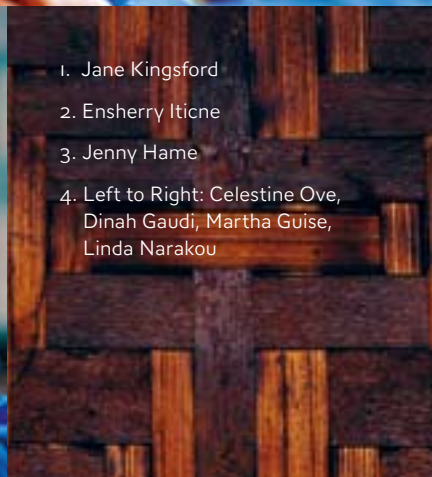 1. Jane Kingsford
2. Ensherry Iticne
3. Jenny Hame
4. Left to Right: Celestine Ove,
Dinah Gaudi, Martha Guise,
Linda Narakou